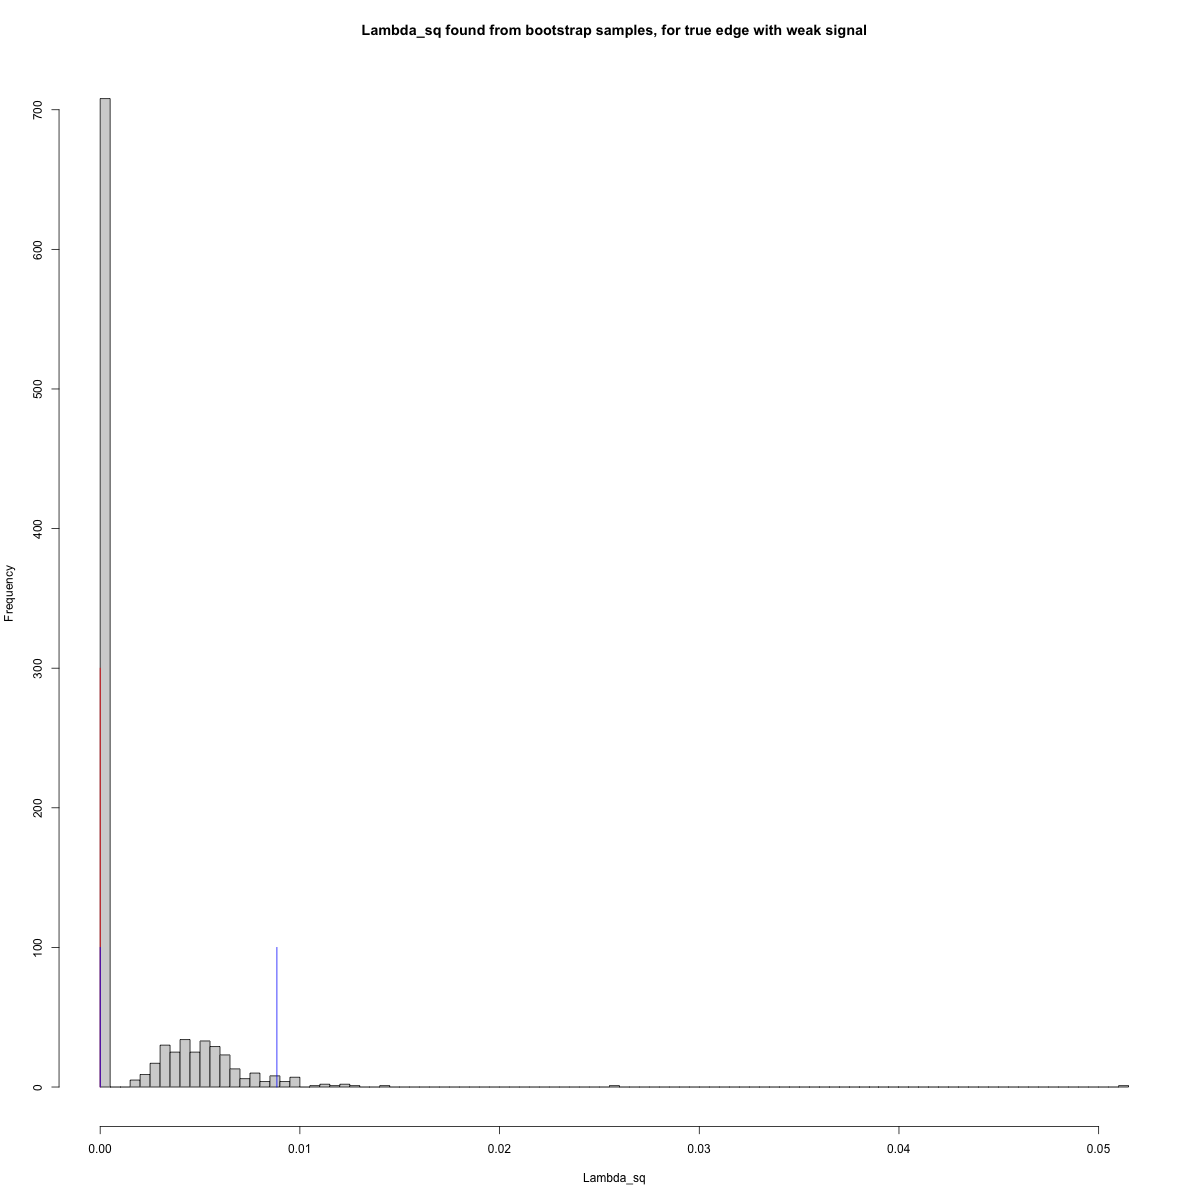 Lambda_sq found from bootstrap samples, for true edge with weak signal
700
600
500
400
300
200
100
0
Frequency
0.00 0.01 0.02 0.03 0.04 0.05
Lambda_sq